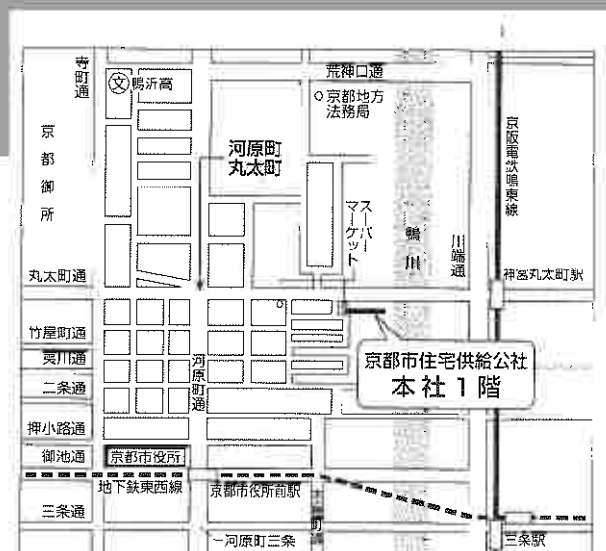 寺町通
文
鴨沂高
荒神口通
京都地方
法務局
京都御所
河原町
丸太町
スーパー
マーケット
鴨川
川端通
京阪電鉄鴨東線
丸太町通
神宮丸太町駅
竹屋町通
夷川通
二条通
河原町通
京都市住宅供給公社
本社1階
押小路通
御池通
京都市役所
地下鉄東西線
京都市役所前駅
三条通
河原町三条
三条駅